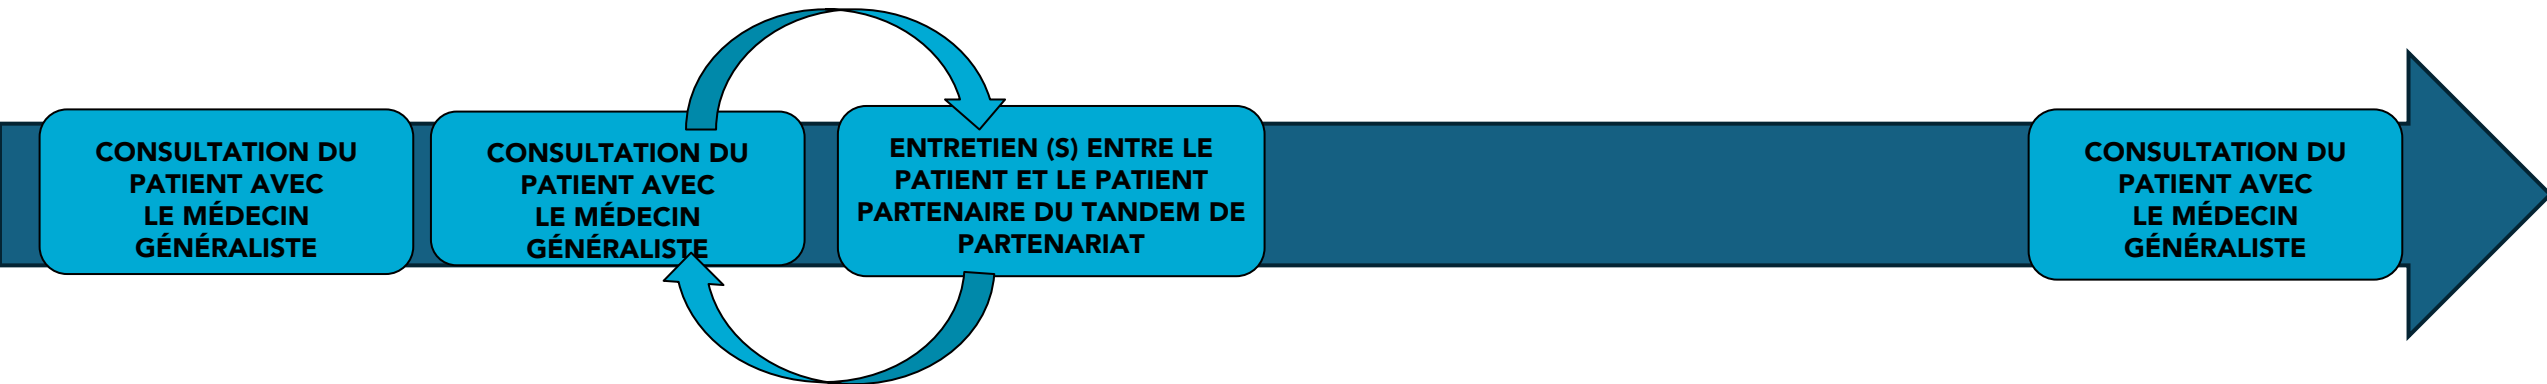 CONSULTATION DU
PATIENT AVEC
LE MÉDECIN
GÉNÉRALISTE
CONSULTATION DU
PATIENT AVEC
LE MÉDECIN
GÉNÉRALISTE
ENTRETIEN (S) ENTRE LE
PATIENT ET LE PATIENT
PARTENAIRE DU TANDEM DE
PARTENARIAT
CONSULTATION DU
PATIENT AVEC
LE MÉDECIN
GÉNÉRALISTE